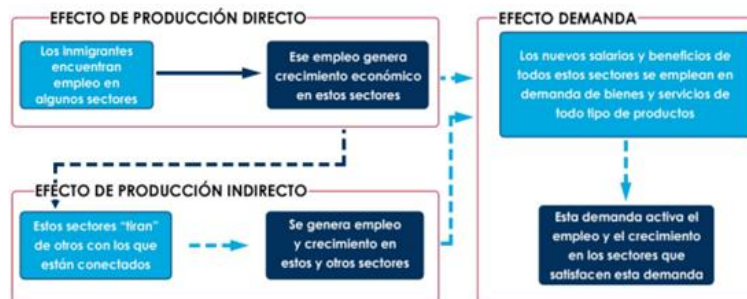 EFECTO DE PRODUCCIÓN DIRECTO
Los inmigrantes
encuentran
empleo en
algunos sectores
Ese empleo genera
crecimiento económico
en estos sectores
EFECTO DE PRODUCCIÓN INDIRECTO
Estos sectores "tiran"
de otros con los que
están conectados
Se genera empleo
y crecimiento en
estos y otros sectores
EFECTO DEMANDA
Los nuevos salarios y beneficios de
todos estos sectores se emplean en
demanda de bienes y servicios de
todo tipo de productos
Esta demanda activa el
empleo y el crecimiento
en los sectores que
satisfacen esta demanda